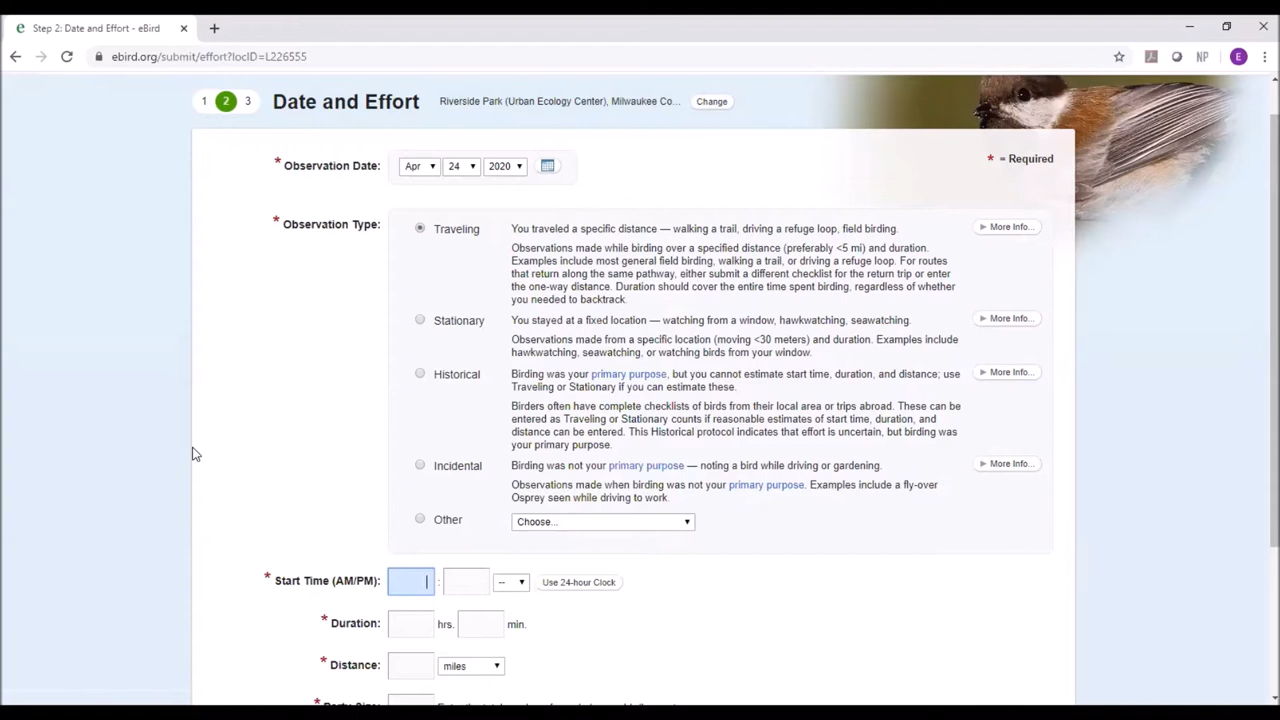 Step 2: Date and Effort - eBird
ebird.org/submit/effort?locID=L226555
NP
E
1 2 3 Date and Effort Riverside Park (Urban Ecology Center), Milwaukee Co... Change
* = Required
* Observation Date: Apr 24 2020
* Observation Type:
Traveling You traveled a specific distance — walking a trail, driving a refuge loop, field birding. More Info...
Observations made while birding over a specified distance (preferably <5 mi) and duration.
Examples include most general field birding, walking a trail, or driving a refuge loop. For routes
that return along the same pathway, either submit a different checklist for the return trip or enter
the one-way distance. Duration should cover the entire time spent birding, regardless of whether
you needed to backtrack.
Stationary You stayed at a fixed location — watching from a window, hawkwatching, seawatching. More Info...
Observations made from a specific location (moving <30 meters) and duration. Examples include
hawkwatching, seawatching, or watching birds from your window.
Historical Birding was your primary purpose, but you cannot estimate start time, duration, and distance; use More Info...
Traveling or Stationary if you can estimate these.
Birders often have complete checklists of birds from their local area or trips abroad. These can be
entered as Traveling or Stationary counts if reasonable estimates of start time, duration, and
distance can be entered. This Historical protocol indicates that effort is uncertain, but birding was
your primary purpose.
Incidental Birding was not your primary purpose — noting a bird while driving or gardening. More Info...
Observations made when birding was not your primary purpose. Examples include a fly-over
Osprey seen while driving to work.
Other Choose...
* Start Time (AM/PM): : -- Use 24-hour Clock
* Duration: hrs. min.
* Distance: miles
* Party Size: